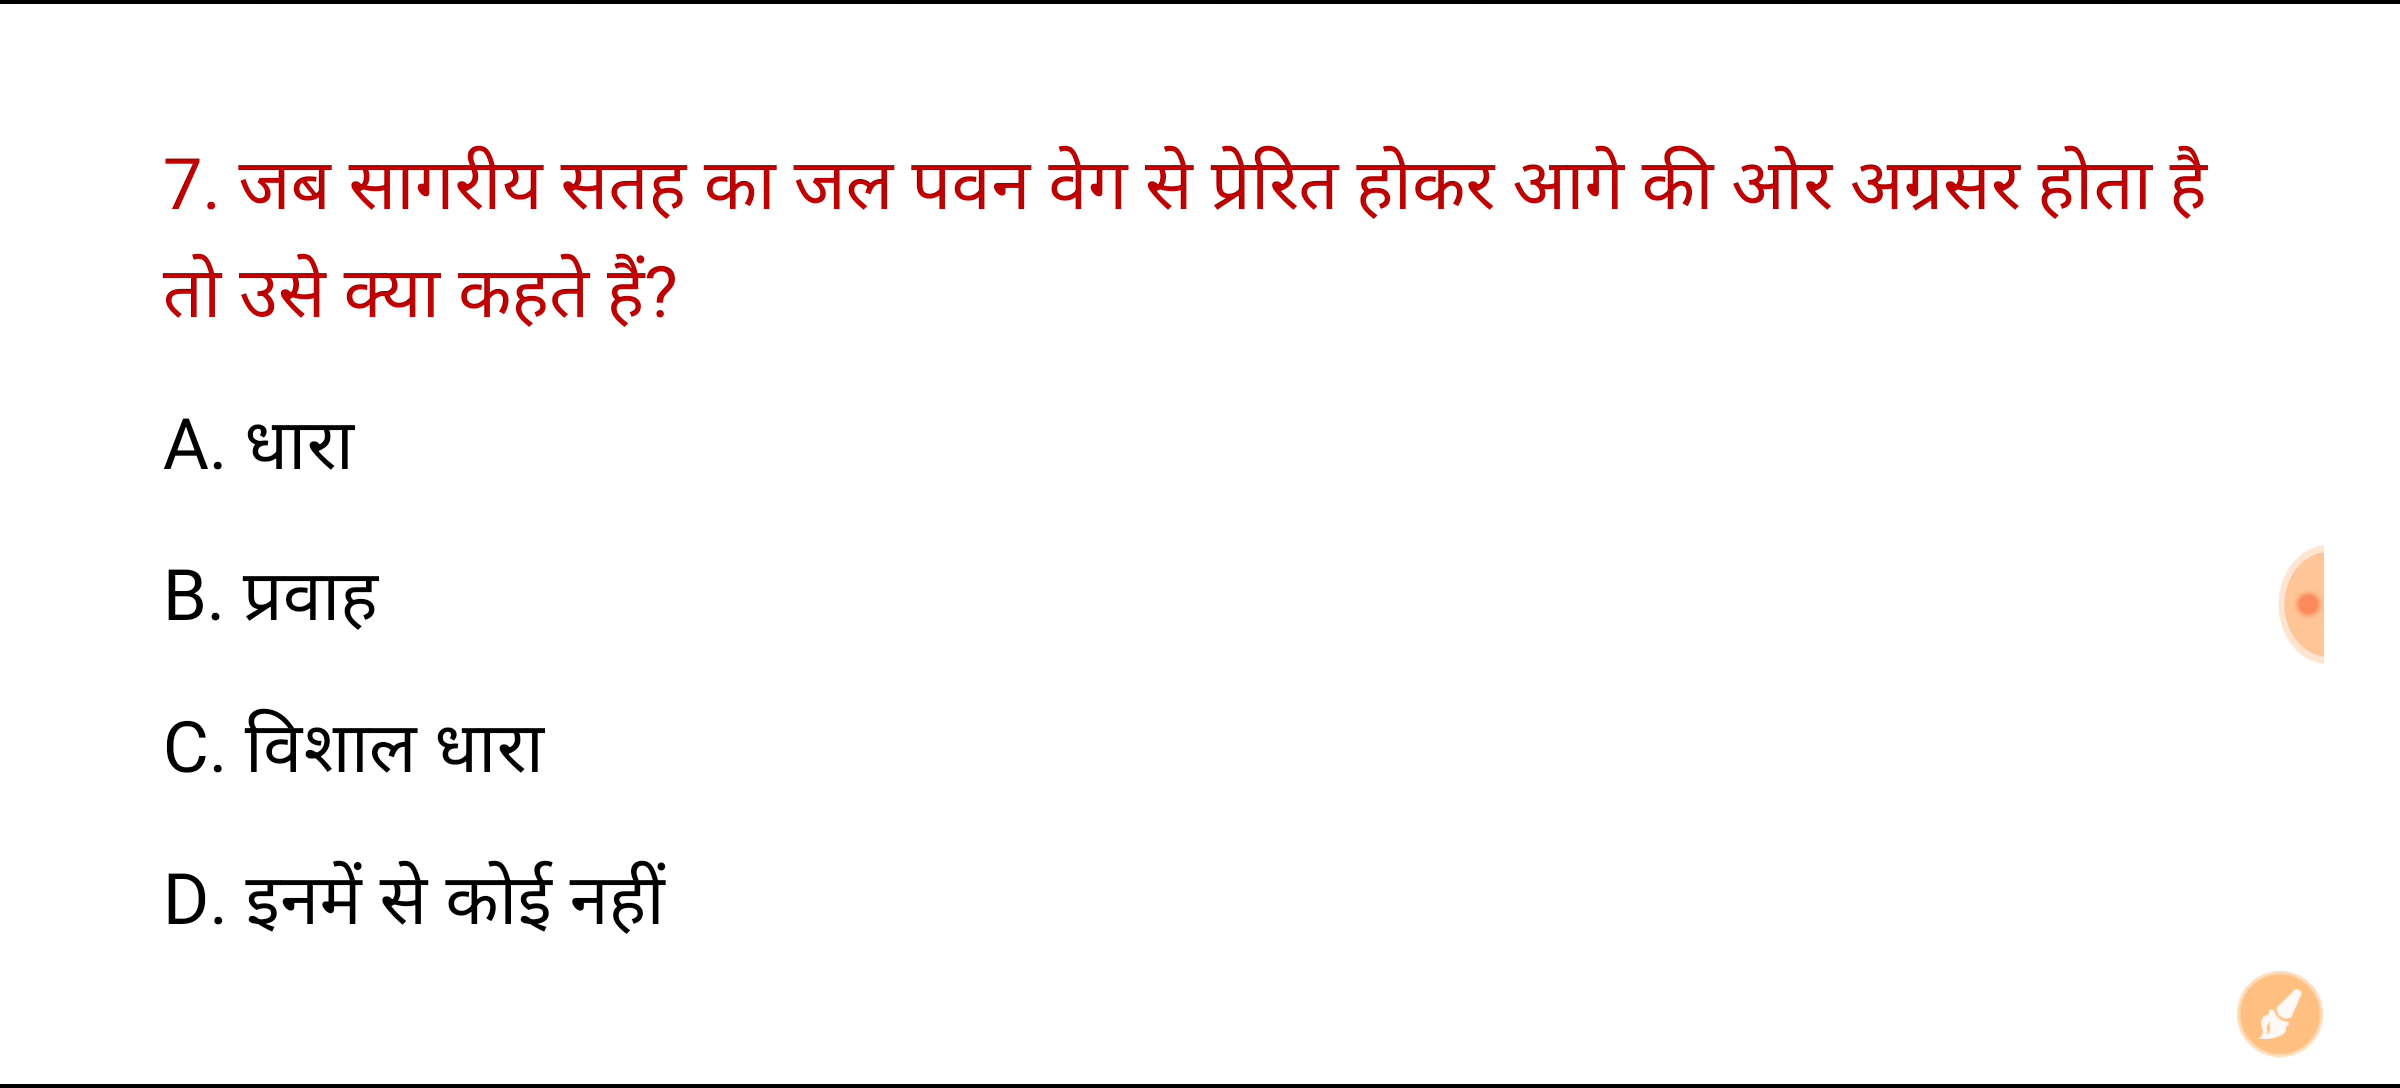 7. जब सागरीय सतह का जल पवन वेग से प्रेरित होकर आगे की ओर अग्रसर होता है
तो उसे क्या कहते हैं?
A. धारा
B. प्रवाह
C. विशाल धारा
D. इनमें से कोई नहीं